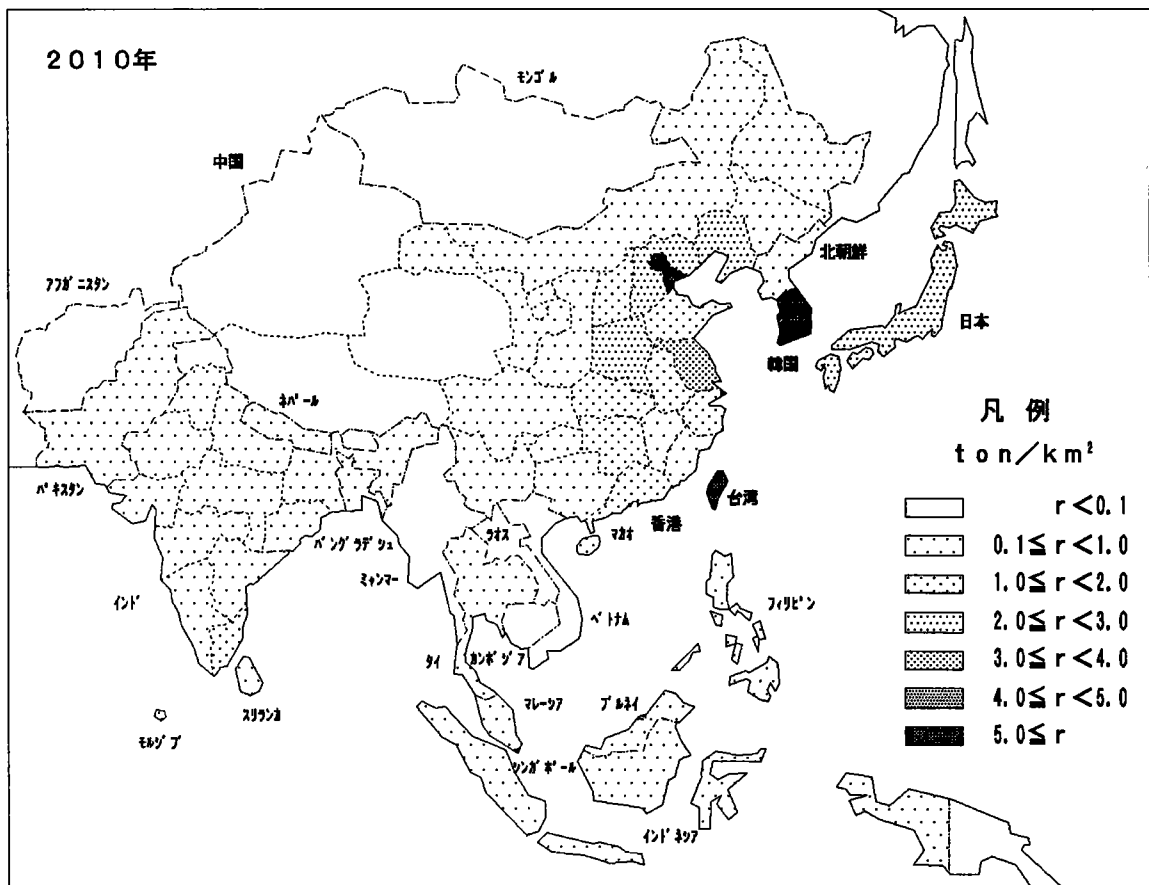 2010年
モンゴル
中国
アフガニスタン
北朝鮮
日本
韓国
ネパール
パキスタン
台湾
香港
マカオ
ラオス
バングラデシュ
ミャンマー
フィリピン
インド
ベトナム
タイ
カンボジア
スリランカ
マレーシア
ブルネイ
モルジブ
シンガポール
インドネシア
凡例
ton/km²
r<0.1
0.1≦r<1.0
1.0≦r<2.0
2.0≦r<3.0
3.0≦r<4.0
4.0≦r<5.0
5.0≦r